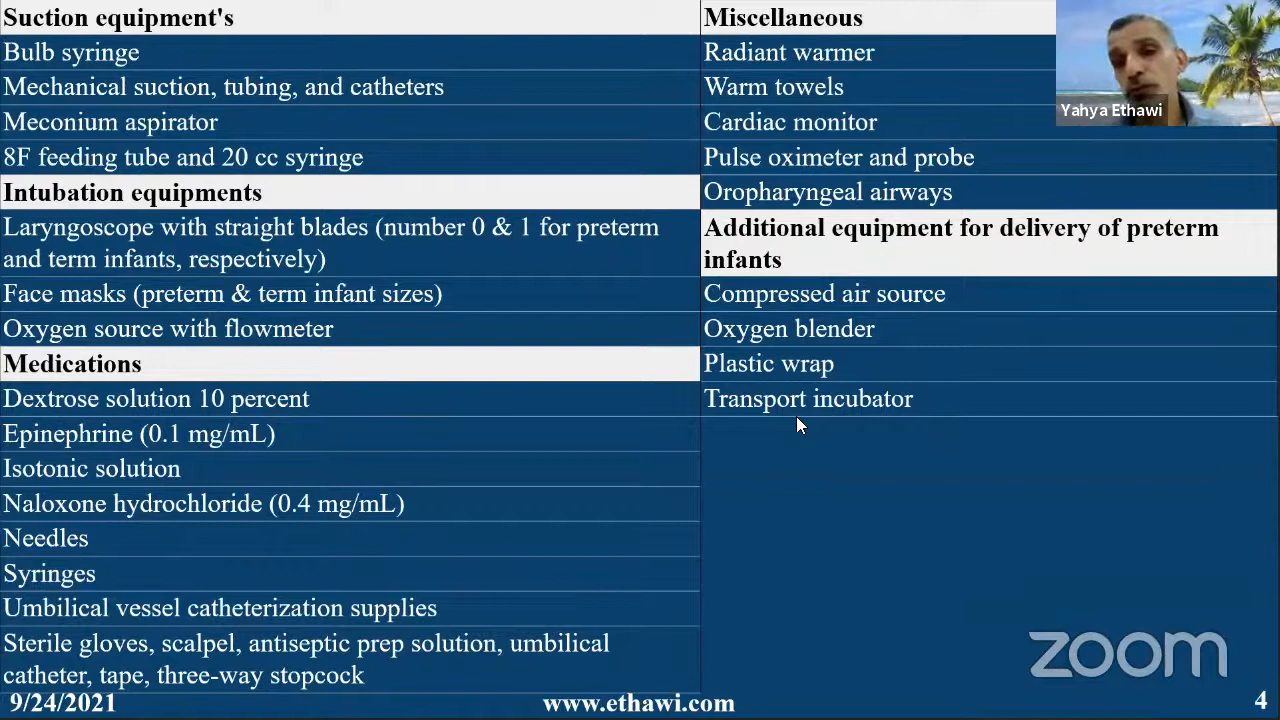 Suction equipment's
Bulb syringe
Mechanical suction, tubing, and catheters
Meconium aspirator
8F feeding tube and 20 cc syringe
Intubation equipments
Laryngoscope with straight blades (number 0 & 1 for preterm
and term infants, respectively)
Face masks (preterm & term infant sizes)
Oxygen source with flowmeter
Medications
Dextrose solution 10 percent
Epinephrine (0.1 mg/mL)
Isotonic solution
Naloxone hydrochloride (0.4 mg/mL)
Needles
Syringes
Umbilical vessel catheterization supplies
Sterile gloves, scalpel, antiseptic prep solution, umbilical
catheter, tape, three-way stopcock
Miscellaneous
Radiant warmer
Warm towels
Cardiac monitor
Pulse oximeter and probe
Oropharyngeal airways
Additional equipment for delivery of preterm
infants
Compressed air source
Oxygen blender
Plastic wrap
Transport incubator
Yahya Ethawi
zoom
9/24/2021
www.ethawi.com
4